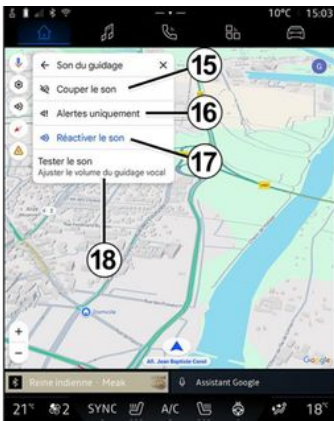 10°C 15:03
← Son du guidage ×
G
Couper le son
15
Alertes uniquement
16
Réactiver le son
17
Tester le son
Ajuster le volume du guidage vocal
18
Domicile
+
−
All. Jean Baptiste Corot
Google
Reine indienne - Meak
Assistant Google
21°C 2 SYNC A/C 18°C